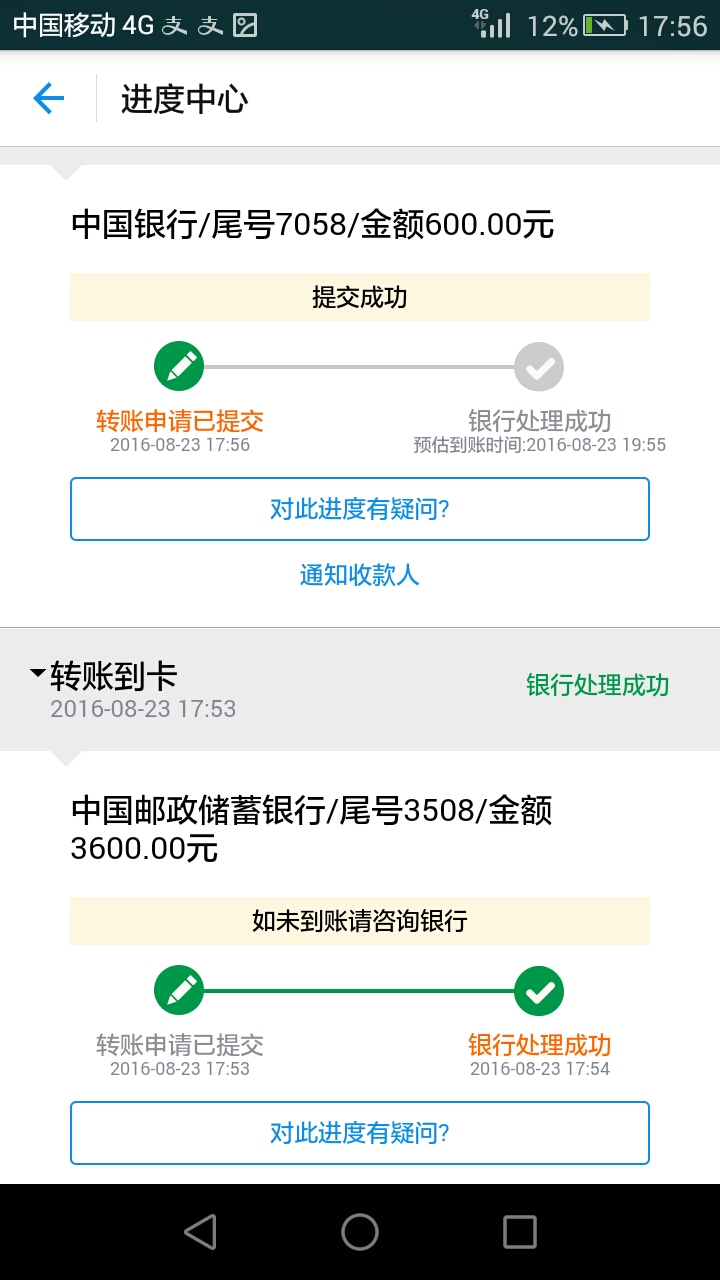 中国移动 4G 支 支 4G 12% 17:56
进度中心
中国银行/尾号7058/金额600.00元
提交成功
转账申请已提交 银行处理成功
2016-08-23 17:56 预估到账时间:2016-08-23 19:55
对此进度有疑问?
通知收款人
转账到卡 银行处理成功
2016-08-23 17:53
中国邮政储蓄银行/尾号3508/金额
3600.00元
如未到账请咨询银行
转账申请已提交 银行处理成功
2016-08-23 17:53 2016-08-23 17:54
对此进度有疑问?